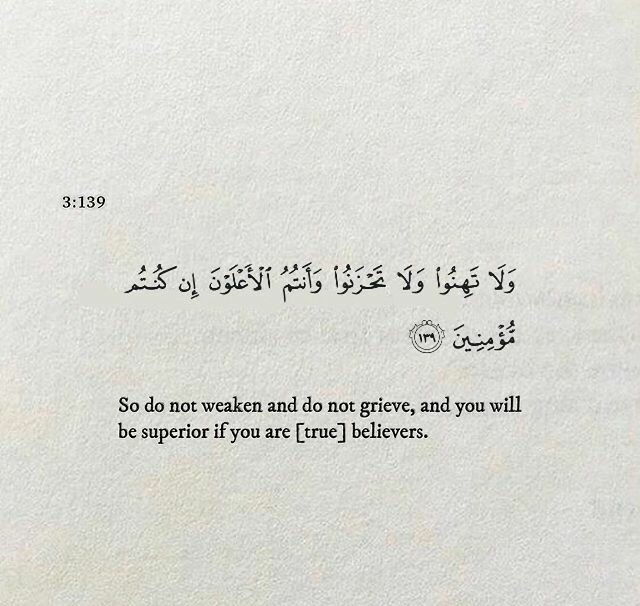 3:139
وَلَا تَهِنُوا۟ وَلَا تَحْزَنُوا۟ وَأَنتُمُ ٱلْأَعْلَوْنَ إِن كُنتُم
مُّؤْمِنِينَ ١٣٩
So do not weaken and do not grieve, and you will
be superior if you are [true] believers.